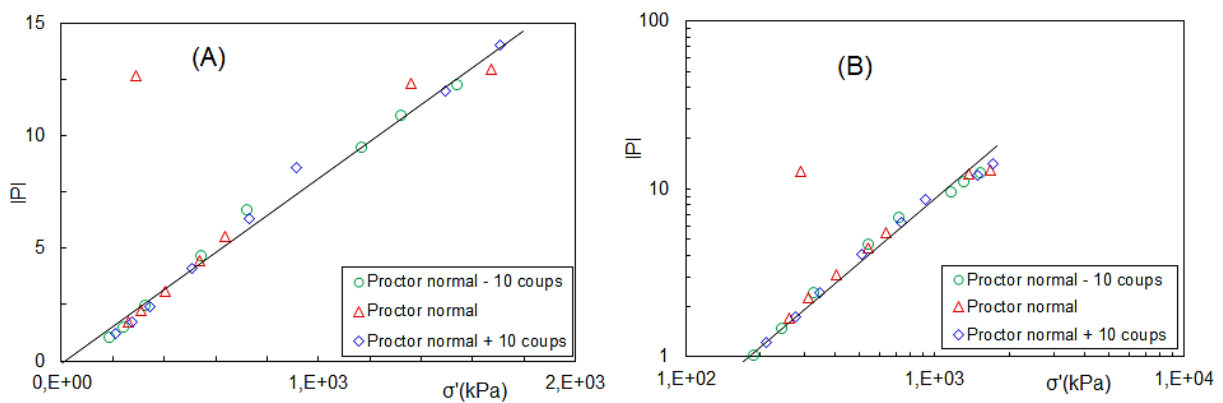 15
(A)
10
IPI
5
Proctor normal - 10 coups
Proctor normal
Proctor normal + 10 coups
0
0,E+00
1,E+03
σ'(kPa)
2,E+03
100
(B)
IPI
10
Proctor normal - 10 coups
Proctor normal
Proctor normal + 10 coups
1
1,E+02
1,E+03
σ'(kPa)
1,E+04